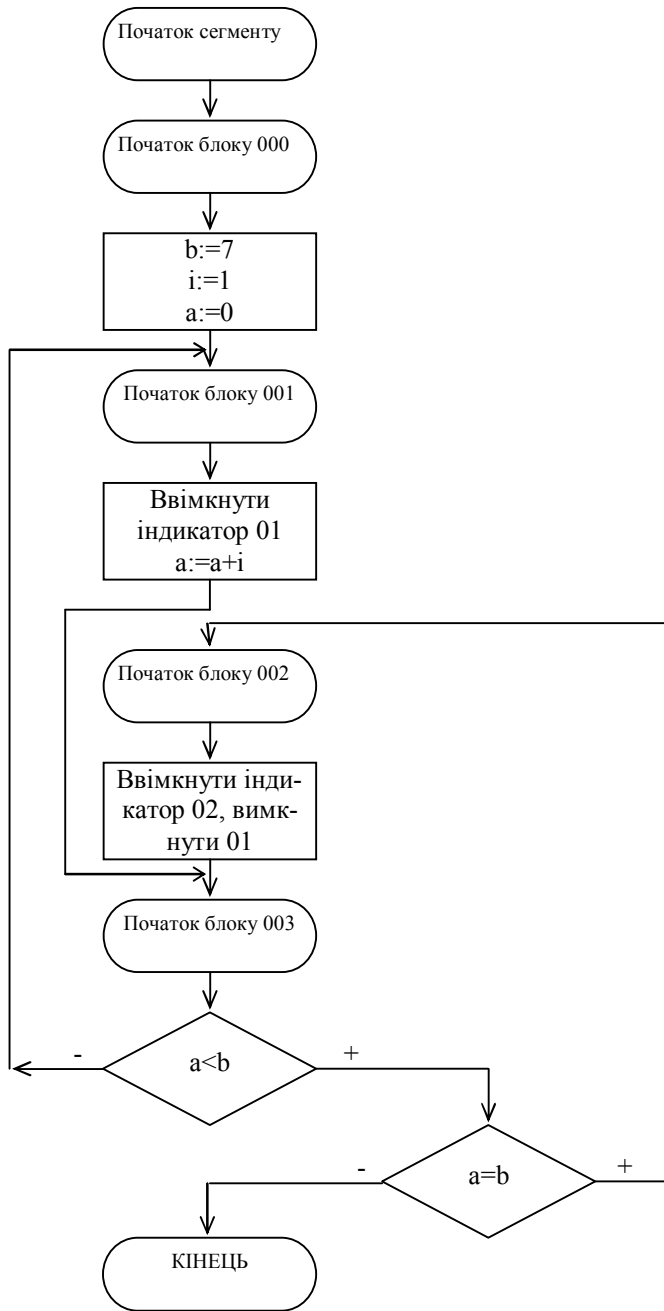 Початок сегменту
Початок блоку 000
b:=7
i:=1
a:=0
Початок блоку 001
Ввімкнути
індикатор 01
a:=a+i
Початок блоку 002
Ввімкнути інди-
катор 02, вимк-
нути 01
Початок блоку 003
-
a<b
+
-
a=b
+
КІНЕЦЬ